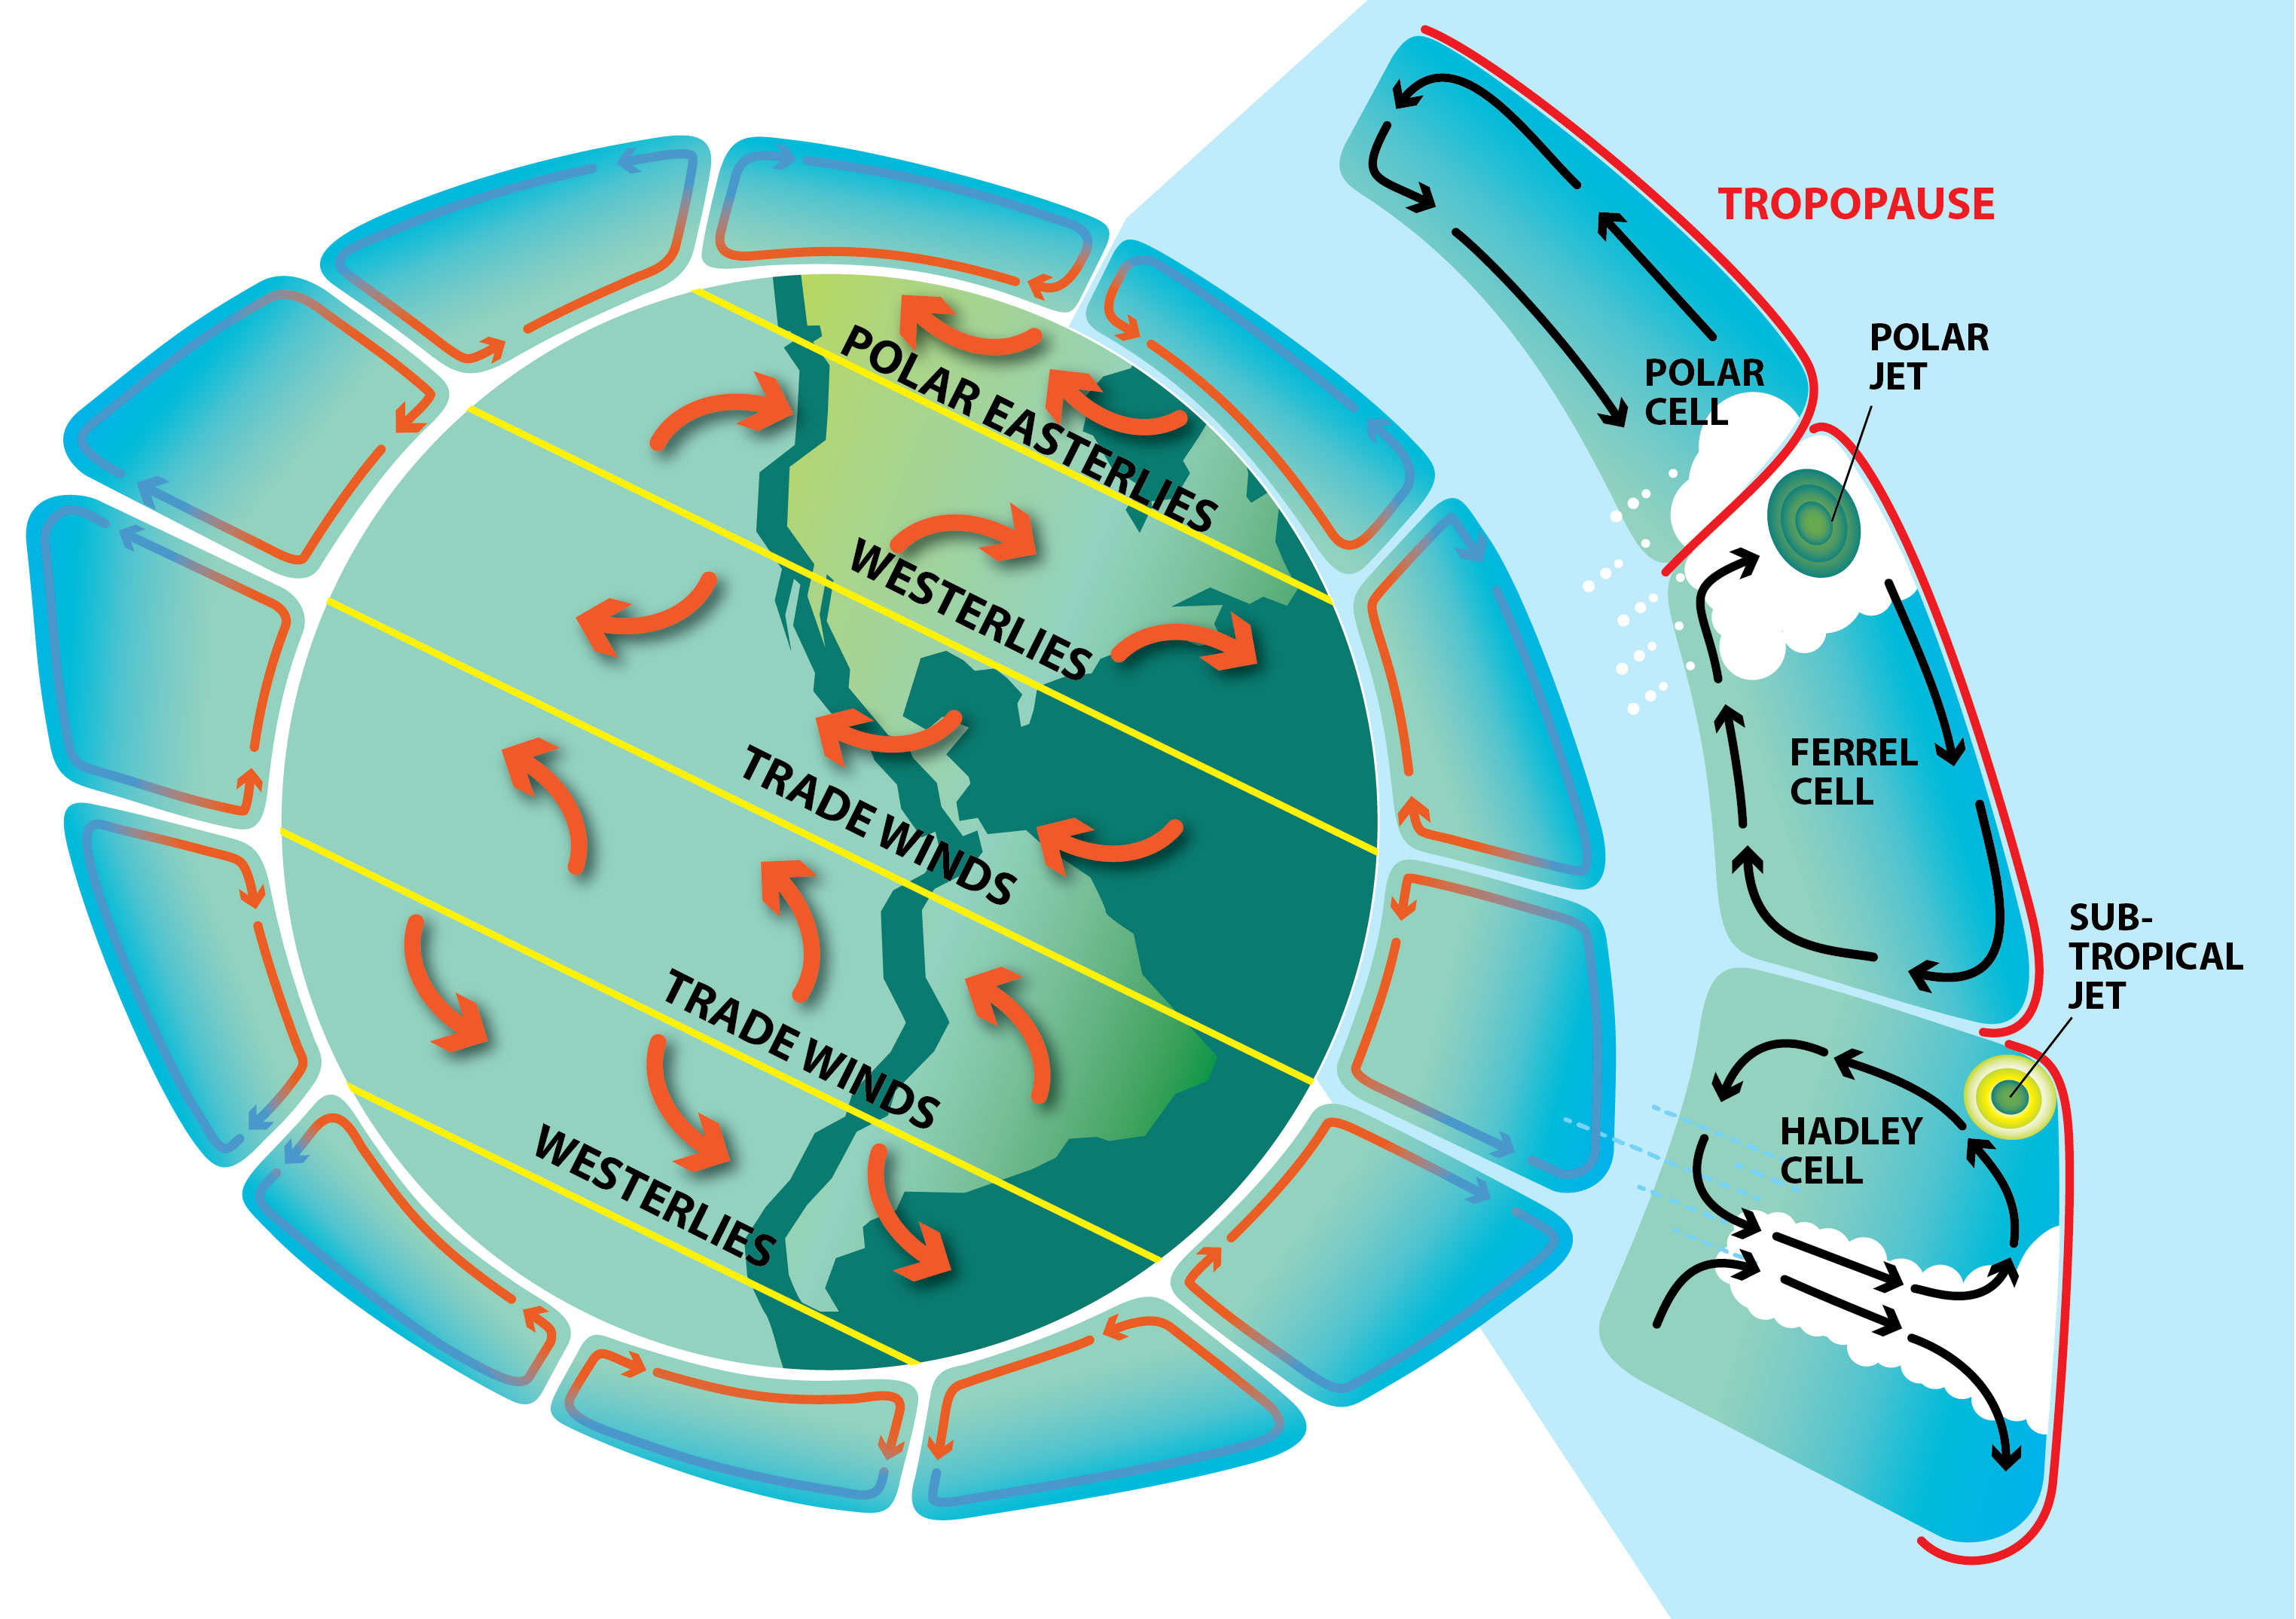 POLAR EASTERLIES
WESTERLIES
TRADE WINDS
TRADE WINDS
WESTERLIES
TROPOPAUSE
POLAR
JET
POLAR
CELL
FERREL
CELL
SUB-
TROPICAL
JET
HADLEY
CELL